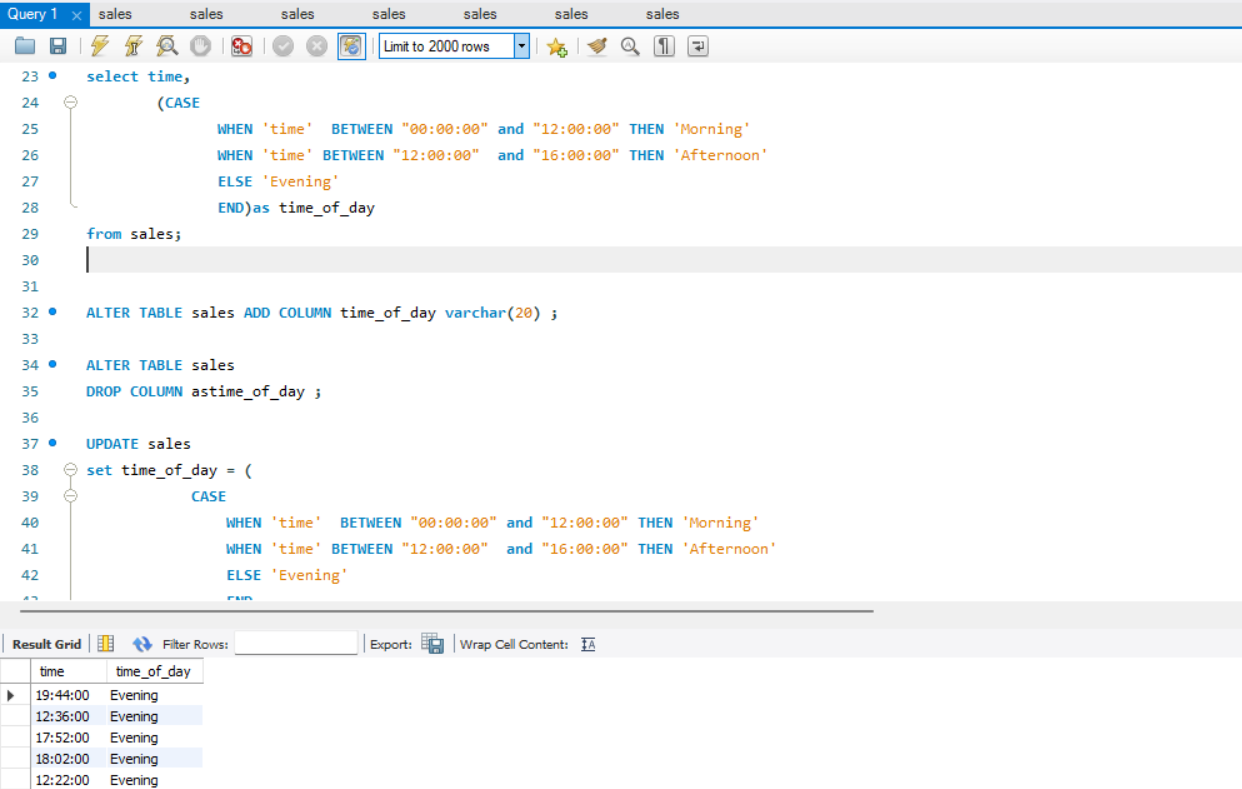 Query 1 × sales sales sales sales sales sales sales
Limit to 2000 rows
23 select time,
24 (CASE
25 WHEN 'time'  BETWEEN "00:00:00" and "12:00:00" THEN 'Morning'
26 WHEN 'time' BETWEEN "12:00:00"  and "16:00:00" THEN 'Afternoon'
27 ELSE 'Evening'
28 END)as time_of_day
29 from sales;
30
31
32 ALTER TABLE sales ADD COLUMN time_of_day varchar(20) ;
33
34 ALTER TABLE sales
35 DROP COLUMN astime_of_day ;
36
37 UPDATE sales
38 set time_of_day = (
39 CASE
40 WHEN 'time'  BETWEEN "00:00:00" and "12:00:00" THEN 'Morning'
41 WHEN 'time' BETWEEN "12:00:00"  and "16:00:00" THEN 'Afternoon'
42 ELSE 'Evening'
43 END
Result Grid Filter Rows: Export: Wrap Cell Content: IA
time time_of_day
19:44:00 Evening
12:36:00 Evening
17:52:00 Evening
18:02:00 Evening
12:22:00 Evening